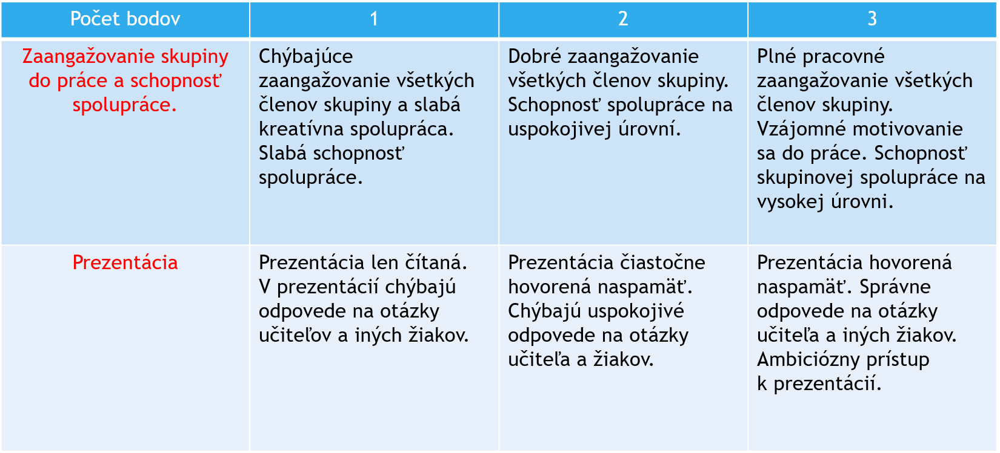 Počet bodov
1
2
3
Zaangažovanie skupiny
do práce a schopnosť
spolupráce.
Chýbajúce
zaangažovanie všetkých
členov skupiny a slabá
kreatívna spolupráca.
Slabá schopnosť
spolupráce.
Dobré zaangažovanie
všetkých členov skupiny.
Schopnosť spolupráce na
uspokojivej úrovní.
Plné pracovné
zaangažovanie všetkých
členov skupiny.
Vzájomné motivovanie
sa do práce. Schopnosť
skupinovej spolupráce na
vysokej úrovni.
Prezentácia
Prezentácia len čítaná.
V prezentácií chýbajú
odpovede na otázky
učiteľov a iných žiakov.
Prezentácia čiastočne
hovorená naspamäť.
Chýbajú uspokojivé
odpovede na otázky
učiteľa a žiakov.
Prezentácia hovorená
naspamäť. Správne
odpovede na otázky
učiteľa a iných žiakov.
Ambiciózny prístup
k prezentácií.